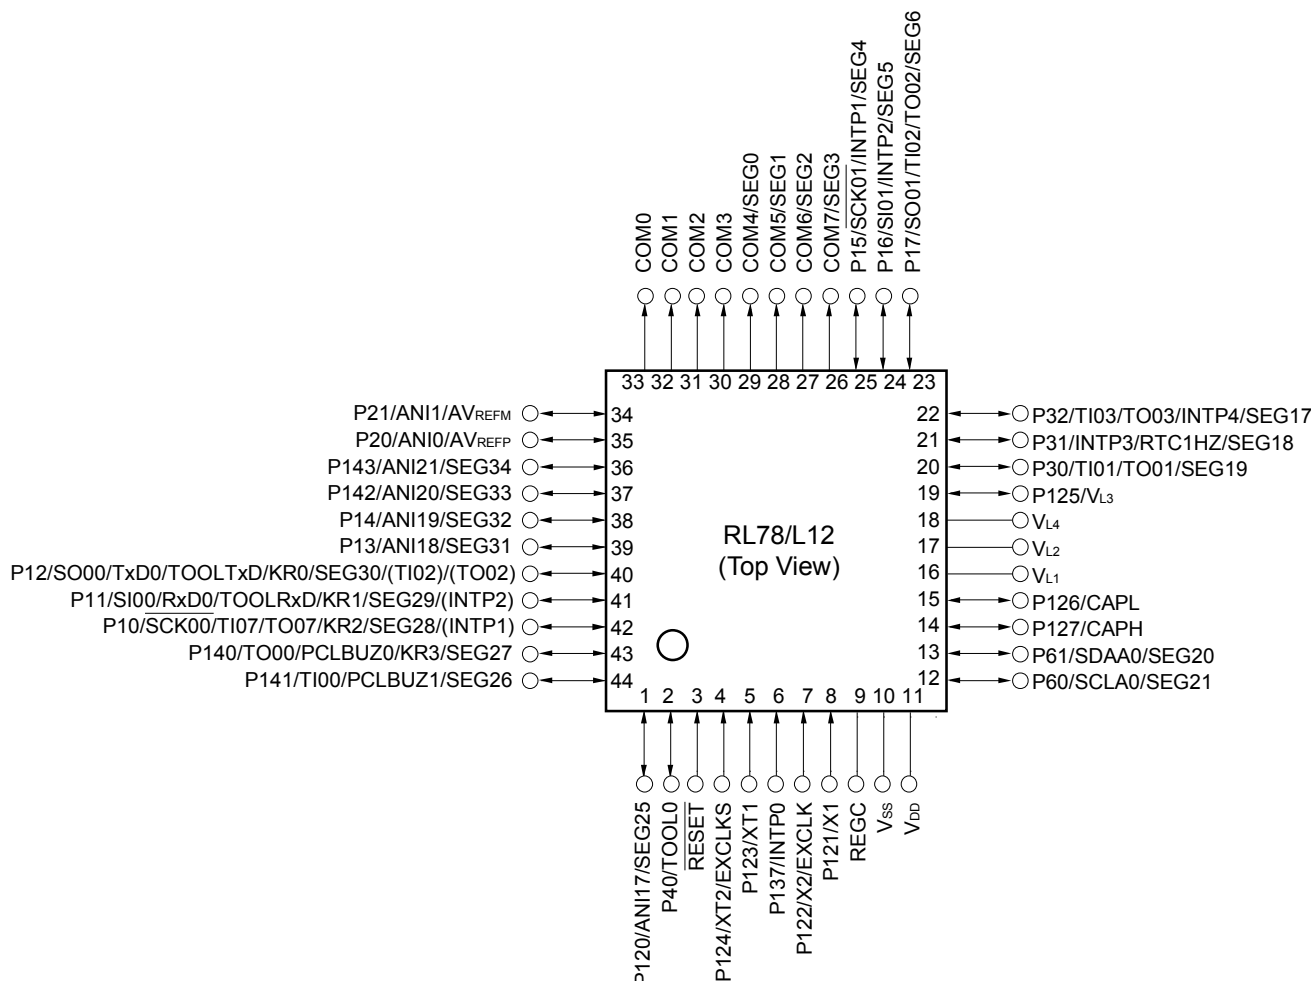 COM0
COM1
COM2
COM3
COM4/SEG0
COM5/SEG1
COM6/SEG2
COM7/SEG3
P15/SCK01/INTP1/SEG4
P16/SI01/INTP2/SEG5
P17/SO01/TI02/TO02/SEG6
33 32 31 30 29 28 27 26 25 24 23
P21/ANI1/AVREFM 34
P20/ANI0/AVREFP 35
P143/ANI21/SEG34 36
P142/ANI20/SEG33 37
P14/ANI19/SEG32 38
P13/ANI18/SEG31 39
P12/SO00/TxD0/TOOLTxD/KR0/SEG30/(TI02)/(TO02) 40
P11/SI00/RxD0/TOOLRxD/KR1/SEG29/(INTP2) 41
P10/SCK00/TI07/TO07/KR2/SEG28/(INTP1) 42
P140/TO00/PCLBUZ0/KR3/SEG27 43
P141/TI00/PCLBUZ1/SEG26 44
RL78/L12
(Top View)
22 P32/TI03/TO03/INTP4/SEG17
21 P31/INTP3/RTC1HZ/SEG18
20 P30/TI01/TO01/SEG19
19 P125/VL3
18 VL4
17 VL2
16 VL1
15 P126/CAPL
14 P127/CAPH
13 P61/SDAA0/SEG20
12 P60/SCLA0/SEG21
1 2 3 4 5 6 7 8 9 10 11
P120/ANI17/SEG25
P40/TOOL0
RESET
P124/XT2/EXCLKS
P123/XT1
P137/INTP0
P122/X2/EXCLK
P121/X1
REGC
VSS
VDD